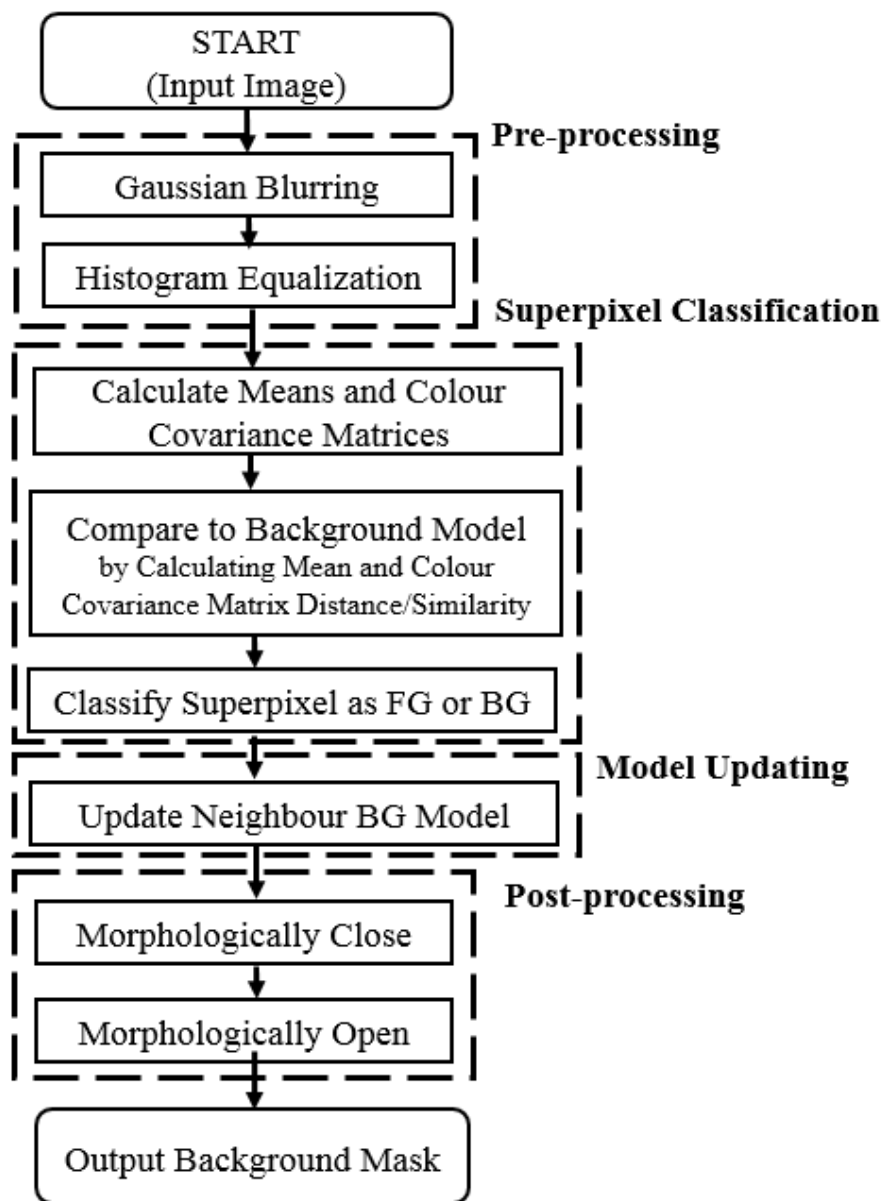 START
(Input Image)
Pre-processing
Gaussian Blurring
Histogram Equalization
Superpixel Classification
Calculate Means and Colour
Covariance Matrices
Compare to Background Model
by Calculating Mean and Colour
Covariance Matrix Distance/Similarity
Classify Superpixel as FG or BG
Model Updating
Update Neighbour BG Model
Post-processing
Morphologically Close
Morphologically Open
Output Background Mask